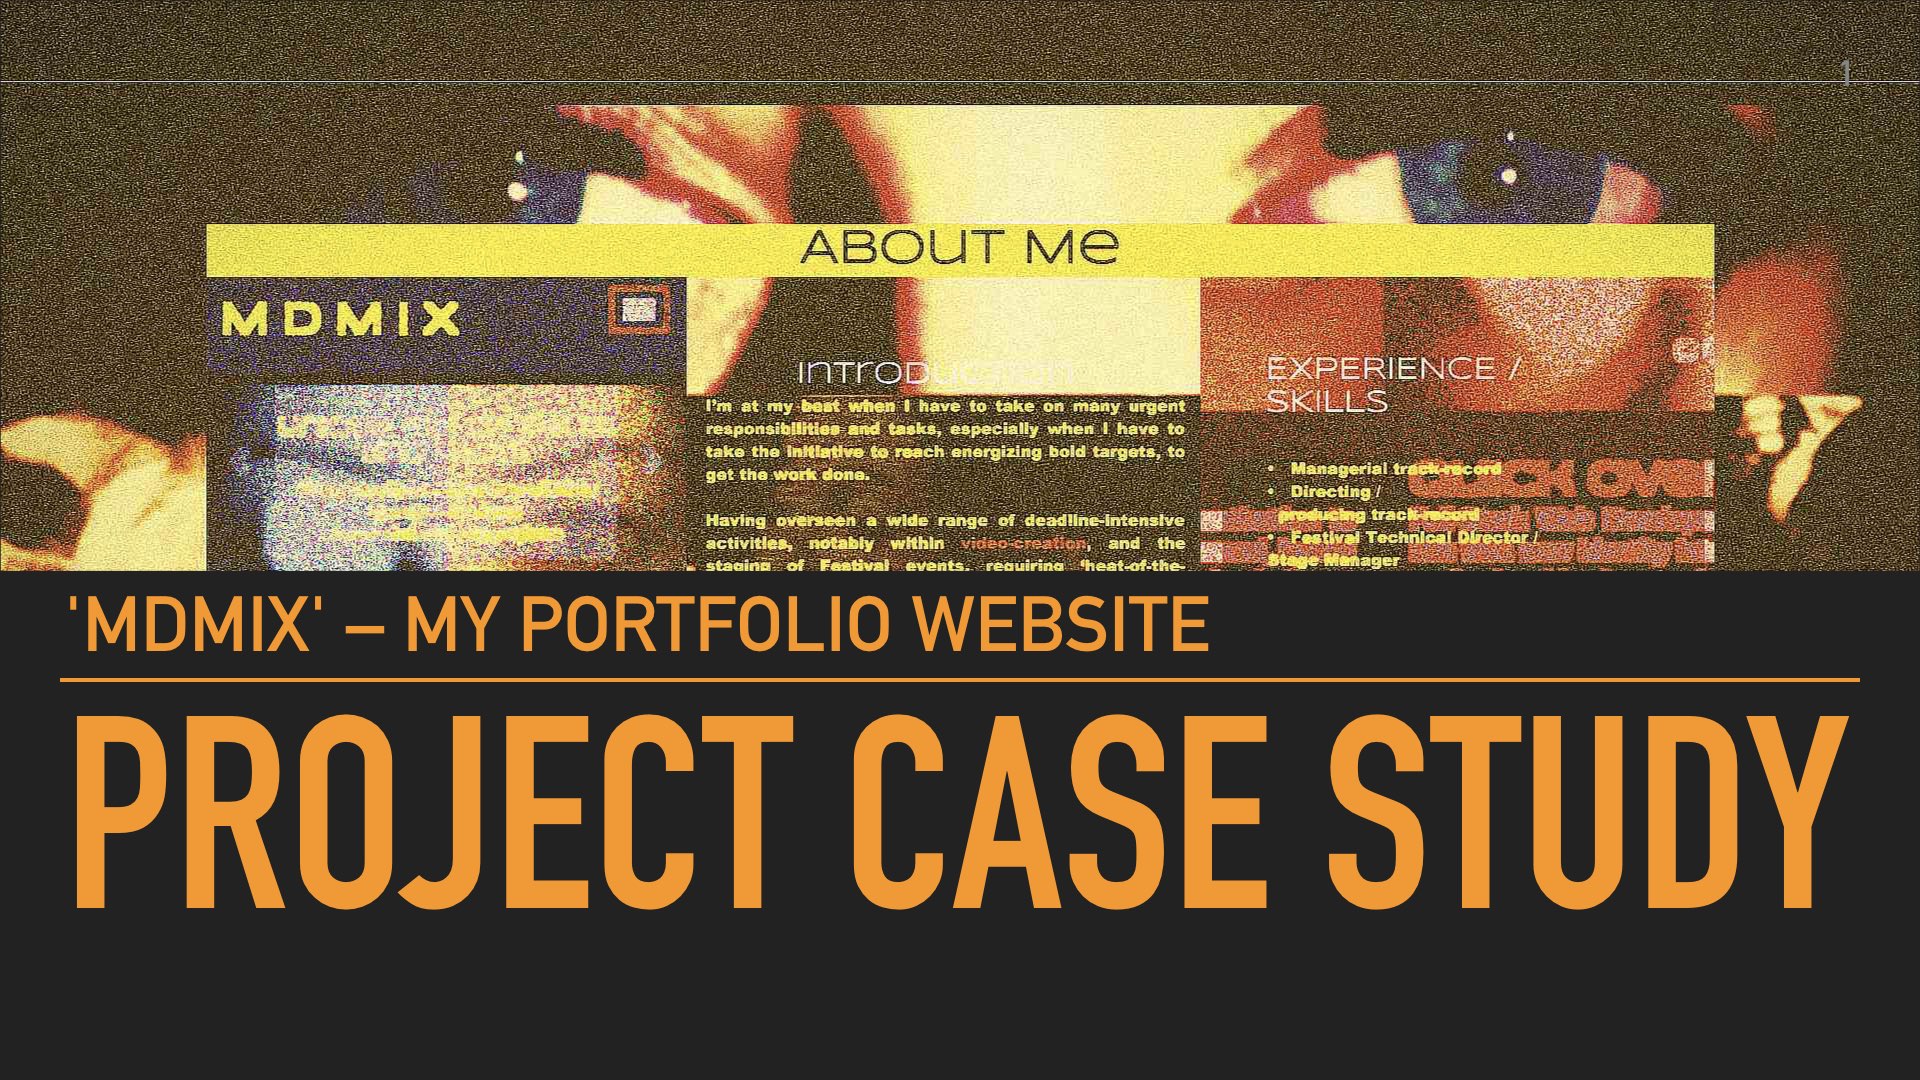 1
ABOUT Me
MDMIX
INTRODUCTION
I'm at my best when I have to take on many urgent
responsibilities and tasks, especially when I have to
take the initiative to reach energizing bold targets, to
get the work done.
Having overseen a wide range of deadline-intensive
activities, notably within video-creation, and the
staging of Festival events, requiring 'heat-of-the-
EXPERIENCE /
SKILLS
• Managerial track-record
• Directing /
producing track-record
• Festival Technical Director /
Stage Manager
QUICK OVE
'MDMIX' – MY PORTFOLIO WEBSITE
PROJECT CASE STUDY